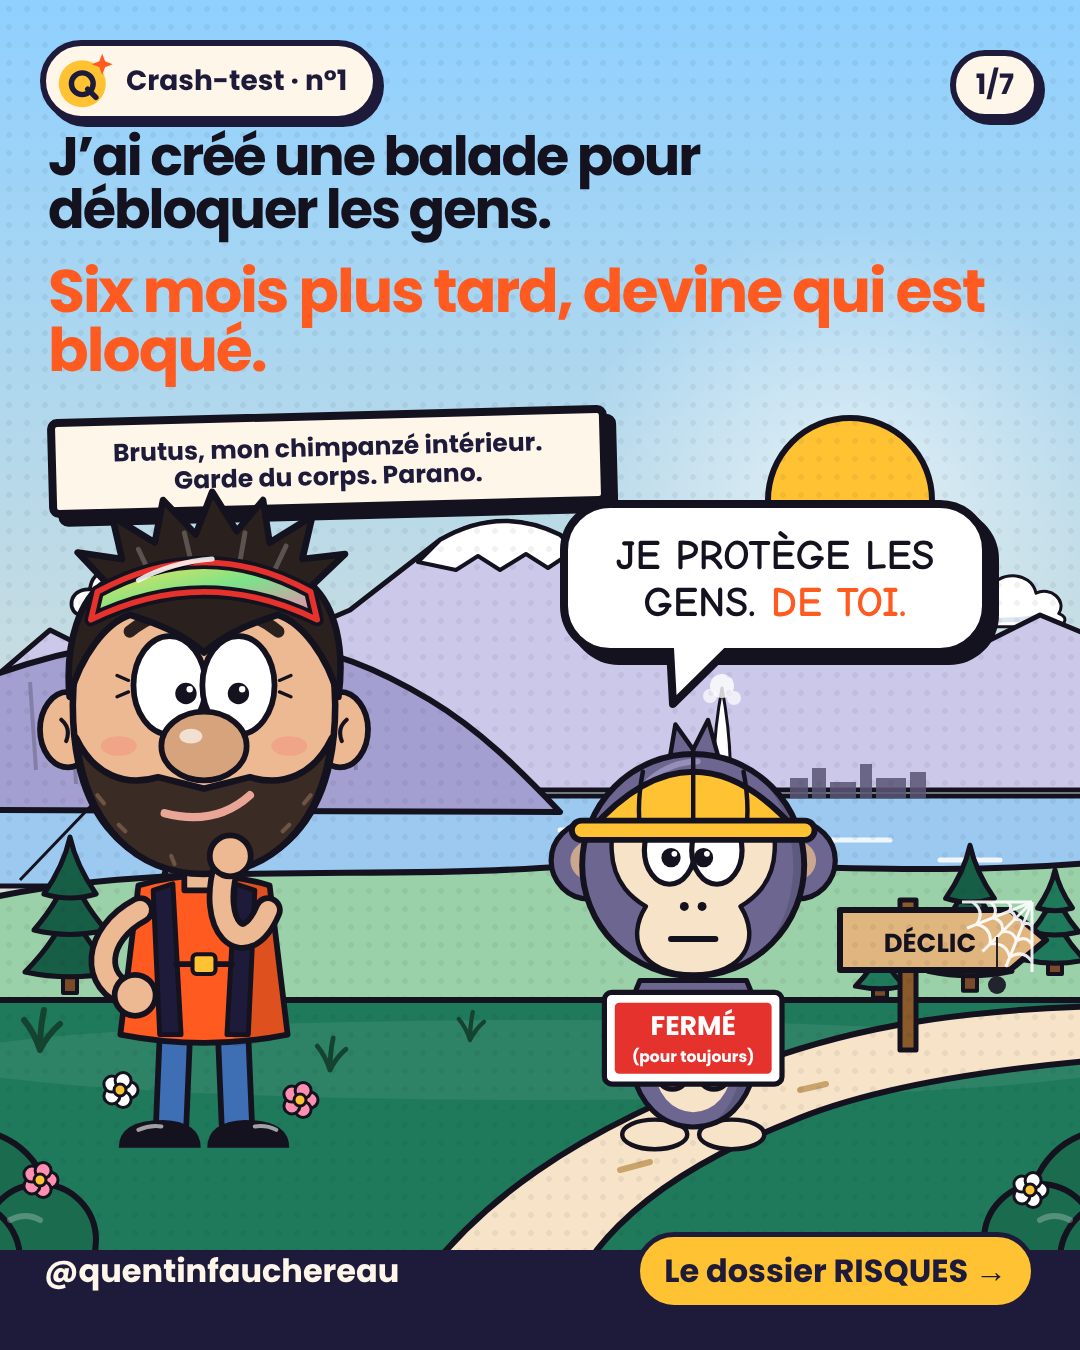 Q
Crash-test · nº1
1/7
J’ai créé une balade pour
débloquer les gens.
Six mois plus tard, devine qui est
bloqué.
Brutus, mon chimpanzé intérieur.
Garde du corps. Parano.
JE PROTÈGE LES
GENS. DE TOI.
DÉCLIC
FERMÉ
(pour toujours)
@quentinfauchereau
Le dossier RISQUES →